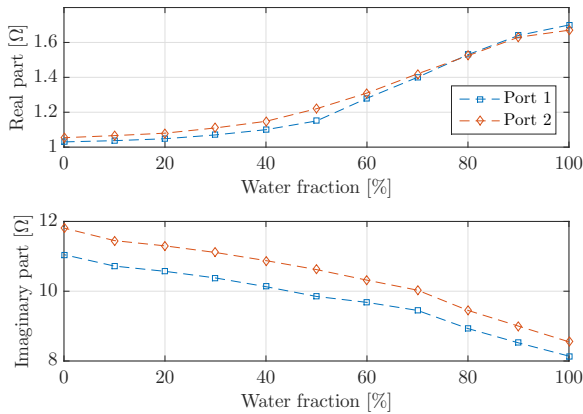 Real part [Ω]
1.6
1.4
1.2
1
Port 1
Port 2
0 20 40 60 80 100
Water fraction [%]
Imaginary part [Ω]
12
10
8
0 20 40 60 80 100
Water fraction [%]